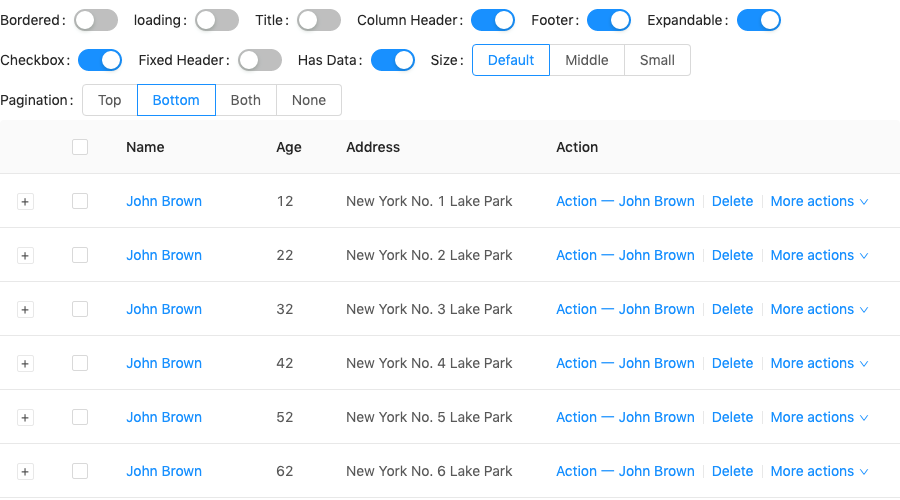 Bordered: loading: Title: Column Header: Footer: Expandable:
Checkbox: Fixed Header: Has Data: Size: Default Middle Small
Pagination: Top Bottom Both None
Name Age Address Action
+ John Brown 12 New York No. 1 Lake Park Action 一 John Brown Delete More actions
+ John Brown 22 New York No. 2 Lake Park Action 一 John Brown Delete More actions
+ John Brown 32 New York No. 3 Lake Park Action 一 John Brown Delete More actions
+ John Brown 42 New York No. 4 Lake Park Action 一 John Brown Delete More actions
+ John Brown 52 New York No. 5 Lake Park Action 一 John Brown Delete More actions
+ John Brown 62 New York No. 6 Lake Park Action 一 John Brown Delete More actions